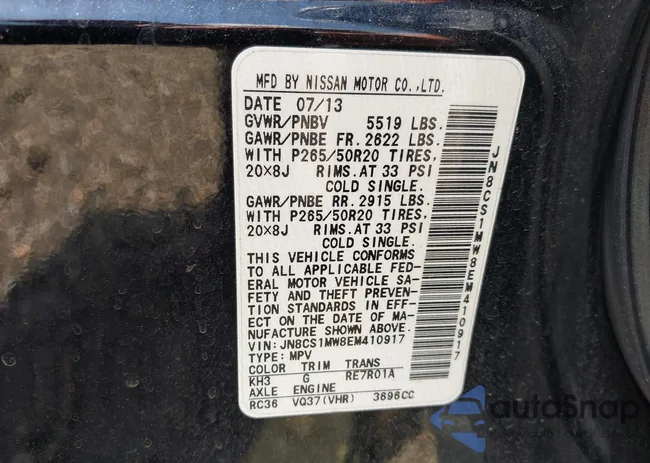 MFD BY NISSAN MOTOR CO.,LTD.
DATE 07/13
GVWR/PNBV 5519 LBS.
GAWR/PNBE FR. 2622 LBS.
WITH P265/50R20 TIRES,
20×8J RIMS.AT 33 PSI
COLD SINGLE.
GAWR/PNBE RR. 2915 LBS.
WITH P265/50R20 TIRES,
20×8J RIMS.AT 33 PSI
COLD SINGLE.
THIS VEHICLE CONFORMS
TO ALL APPLICABLE FED-
ERAL MOTOR VEHICLE SA-
FETY AND THEFT PREVEN-
TION STANDARDS IN EFF-
ECT ON THE DATE OF MA-
NUFACTURE SHOWN ABOVE.
VIN: JN8CS1MW8EM410917
TYPE: MPV
COLOR TRIM TRANS
KH3 G RE7R01A
AXLE ENGINE
RC36 VQ37(VHR) 3696CC
JN8CS1MW8EM410917
autoSnap